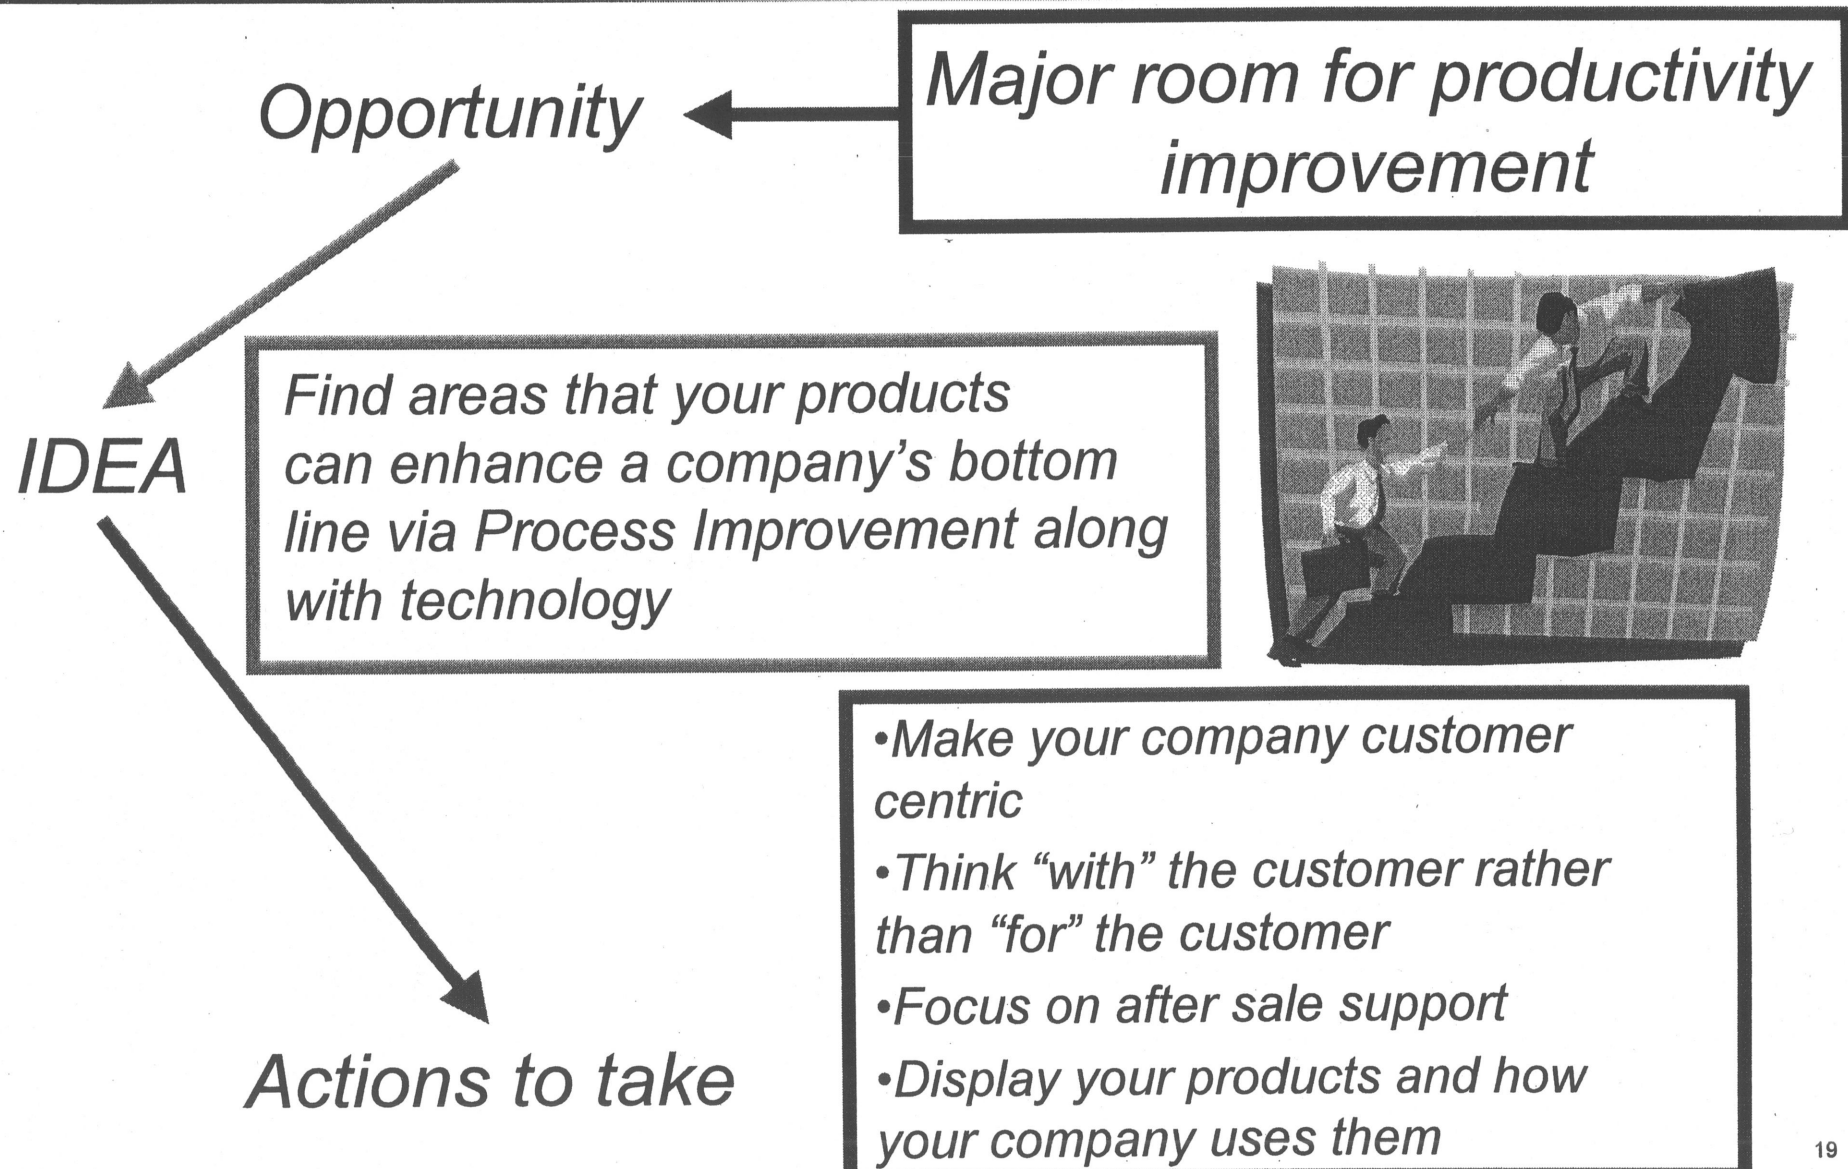 Opportunity
Major room for productivity
improvement
IDEA
Find areas that your products
can enhance a company's bottom
line via Process Improvement along
with technology
•Make your company customer
centric
•Think “with” the customer rather
than “for” the customer
•Focus on after sale support
•Display your products and how
your company uses them
Actions to take
19